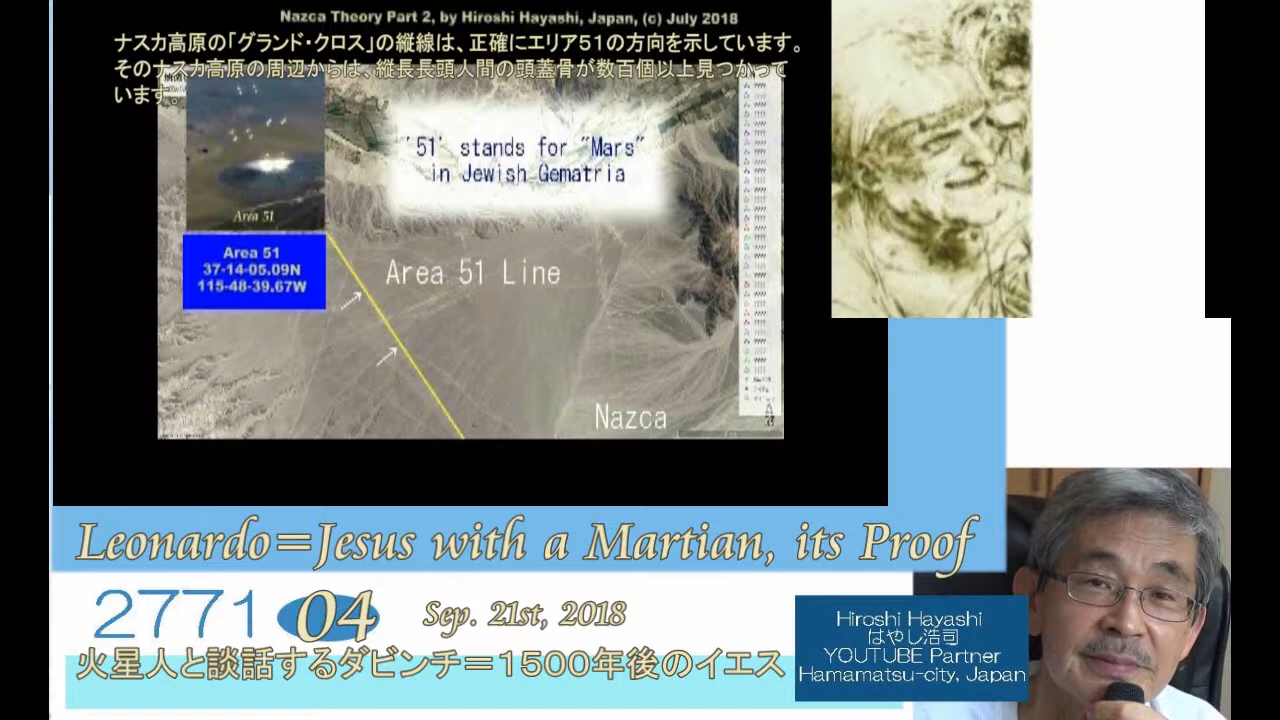 Nazca Theory Part 2, by Hiroshi Hayashi, Japan, (c) July 2018
ナスカ高原の「グランド・クロス」の縦線は、正確にエリア51の方向を示しています。
そのナスカ高原の周辺からは、縦長長頭人間の頭蓋骨が数百個以上見つかって
います。
'51' stands for "Mars"
in Jewish Gematria
Area 51
Area 51
37-14-05.09N
115-48-39.67W
Area 51 Line
Nazca
Leonardo=Jesus with a Martian, its Proof
2771 04 Sep. 21st, 2018
火星人と談話するダビンチ=1500年後のイエス
Hiroshi Hayashi
はやし浩司
YOUTUBE Partner
Hamamatsu-city, Japan